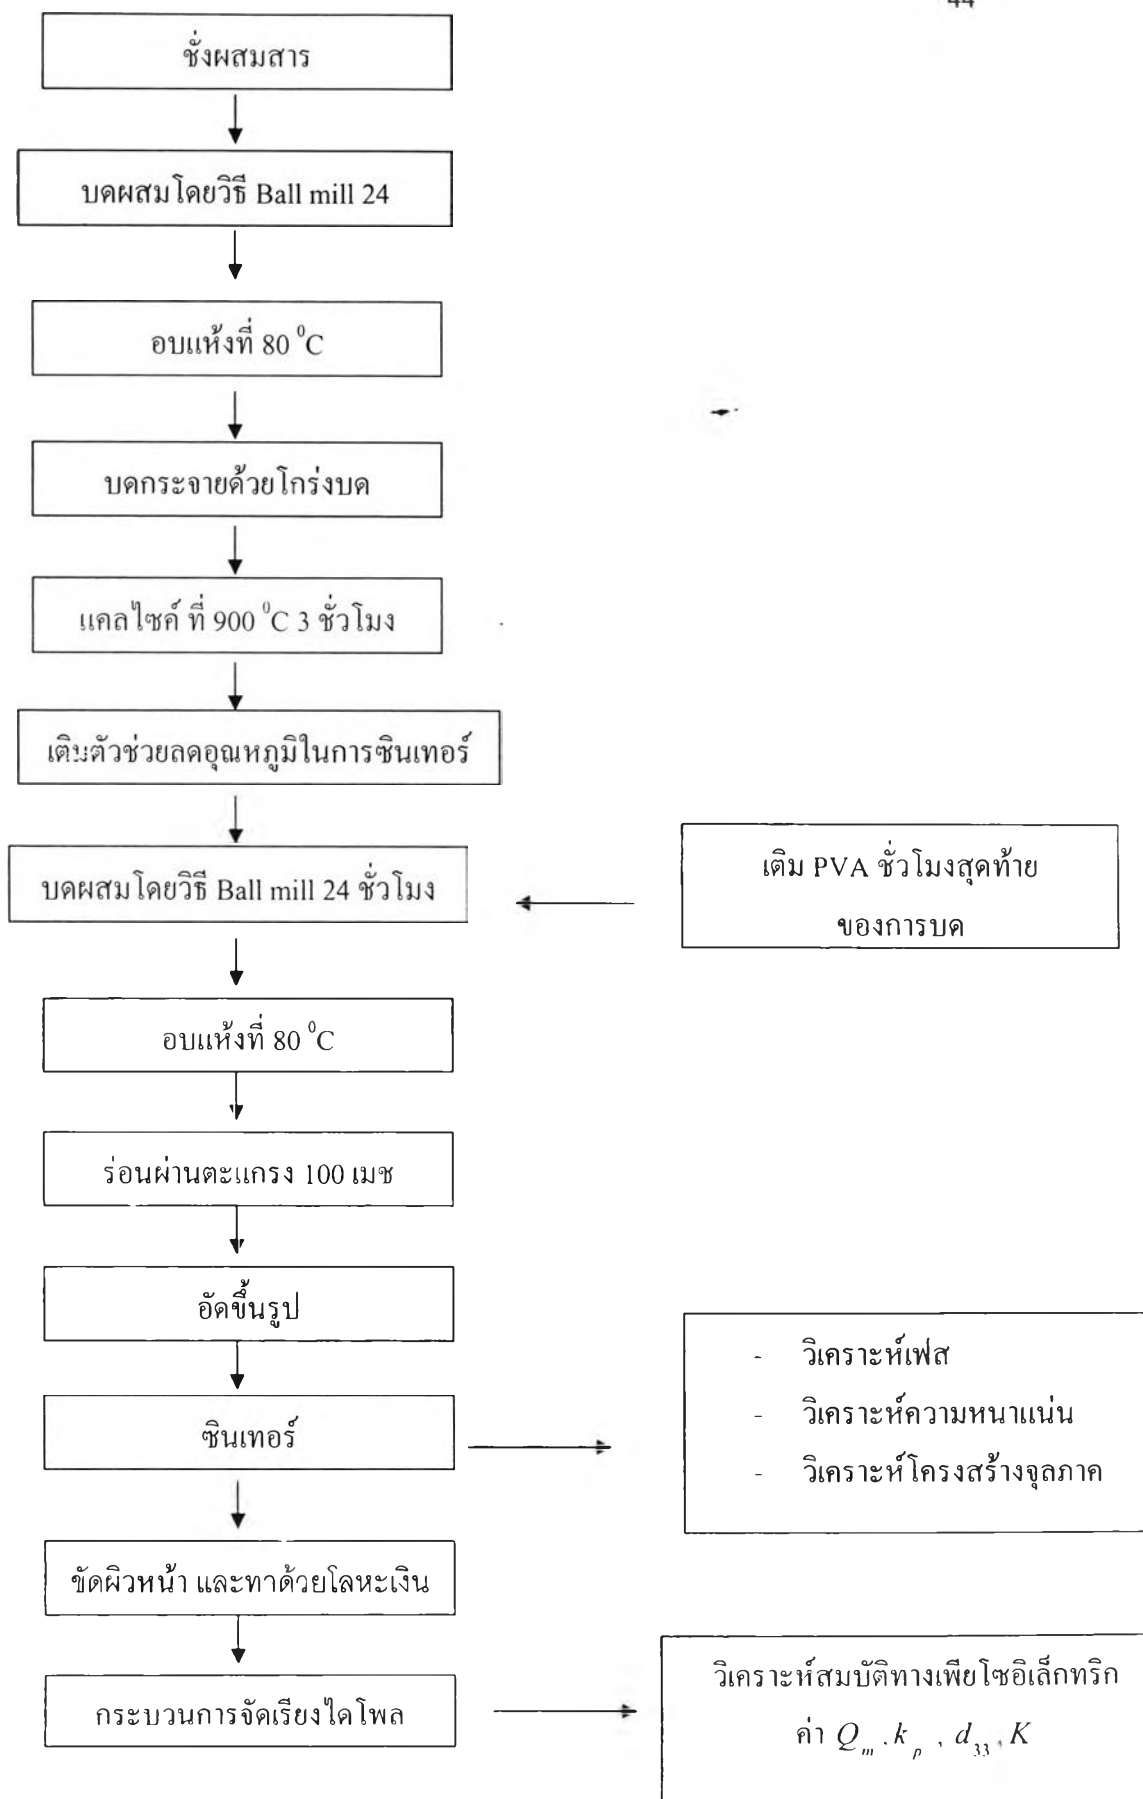 44
ชั่งผสมสาร
บดผสมโดยวิธี Ball mill 24
อบแห้งที่ 80 ⁰C
บดกระจายด้วยโกร่งบด
แคลไซค์ ที่ 900 ⁰C 3 ชั่วโมง
เติมตัวช่วยลดอุณหภูมิในการซินเทอร์
บดผสมโดยวิธี Ball mill 24 ชั่วโมง
เติม PVA ชั่วโมงสุดท้าย
ของการบด
อบแห้งที่ 80 ⁰C
ร่อนผ่านตะแกรง 100 เมช
อัดขึ้นรูป
ซินเทอร์
- วิเคราะห์เฟส
- วิเคราะห์ความหนาแน่น
- วิเคราะห์โครงสร้างจุลภาค
ขัดผิวหน้า และทาด้วยโลหะเงิน
กระบวนการจัดเรียงไดโพล
วิเคราะห์สมบัติทางเพียโซอิเล็กทริก
ค่า Qₘ , kₚ , d₃₃ , K